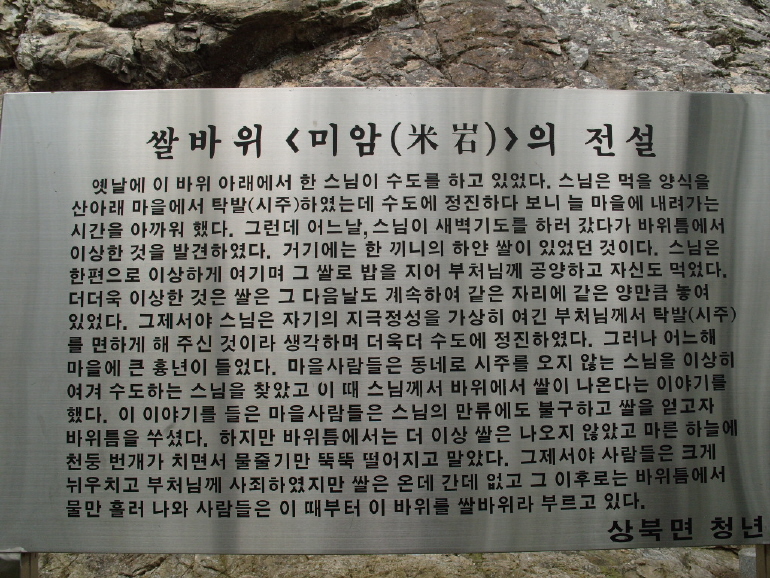 쌀바위 <미암(米岩)>의 전설
옛날에 이 바위 아래에서 한 스님이 수도를 하고 있었다. 스님은 먹을 양식을
산아래 마을에서 탁발(시주)하였는데 수도에 정진하다 보니 늘 마을에 내려가는
시간을 아까워 했다. 그런데 어느날, 스님이 새벽기도를 하러 갔다가 바위틈에서
이상한 것을 발견하였다. 거기에는 한 끼니의 하얀 쌀이 있었던 것이다. 스님은
한편으로 이상하게 여기며 그 쌀로 밥을 지어 부처님께 공양하고 자신도 먹었다.
더더욱 이상한 것은 쌀은 그 다음날도 계속하여 같은 자리에 같은 양만큼 놓여
있었다. 그제서야 스님은 자기의 지극정성을 가상히 여긴 부처님께서 탁발(시주)
를 면하게 해 주신 것이라 생각하며 더욱더 수도에 정진하였다. 그러나 어느해
마을에 큰 흉년이 들었다. 마을사람들은 동네로 시주를 오지 않는 스님을 이상히
여겨 수도하는 스님을 찾았고 이 때 스님께서 바위에서 쌀이 나온다는 이야기를
했다. 이 이야기를 들은 마을사람들은 스님의 만류에도 불구하고 쌀을 얻고자
바위틈을 쑤셨다. 하지만 바위틈에서는 더 이상 쌀은 나오지 않았고 마른 하늘에
천둥 번개가 치면서 물줄기만 뚝뚝 떨어지고 말았다. 그제서야 사람들은 크게
뉘우치고 부처님께 사죄하였지만 쌀은 온데 간데 없고 그 이후로는 바위틈에서
물만 흘러 나와 사람들은 이 때부터 이 바위를 쌀바위라 부르고 있다.
상북면 청년